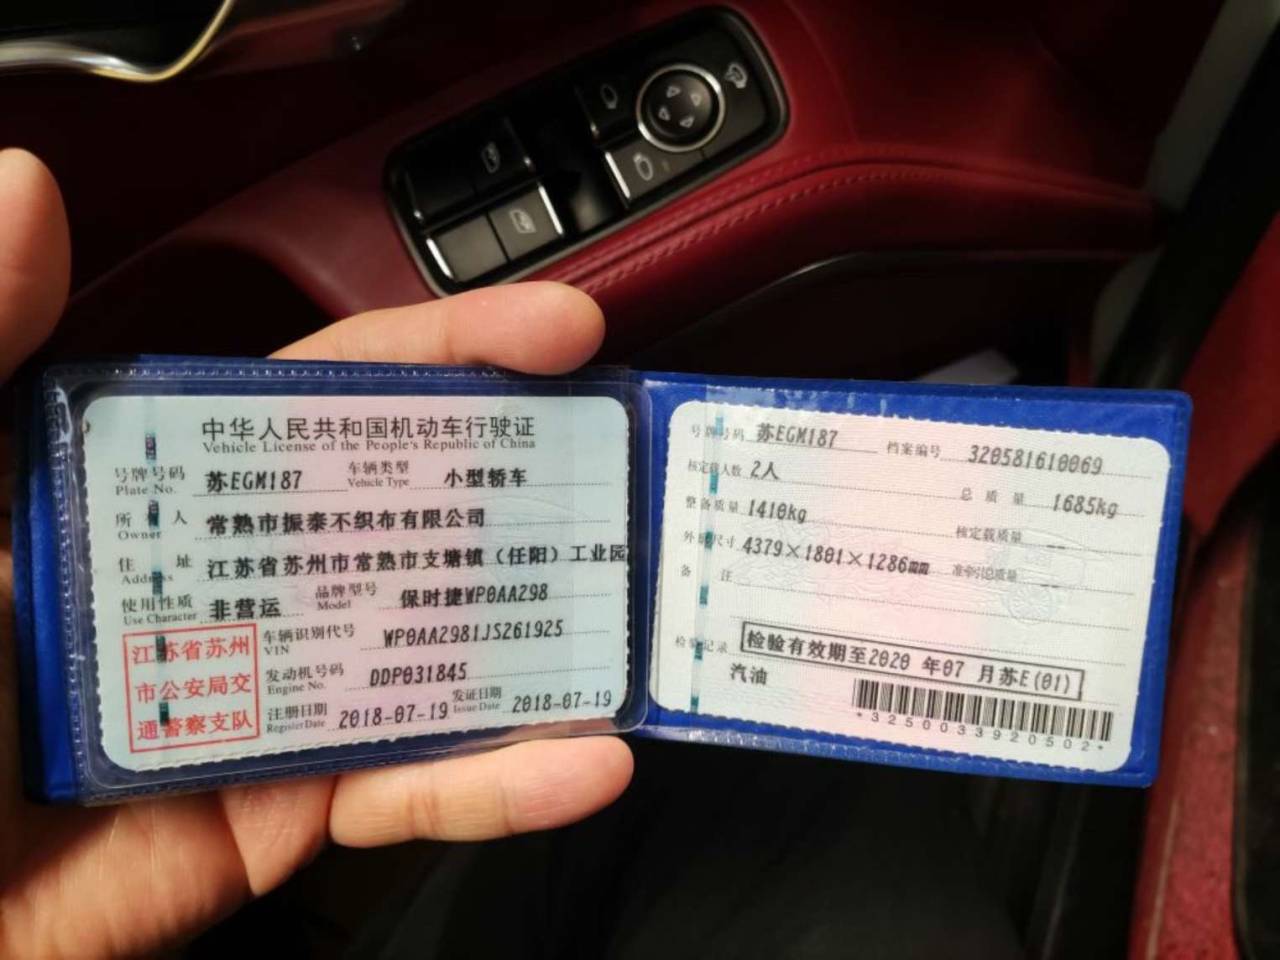 中华人民共和国机动车行驶证
Vehicle License of the People's Republic of China
号牌号码 苏EGM187 车辆类型 小型轿车
Plate No. Vehicle Type
所 人 常熟市振泰不织布有限公司
Owner
住 址 江苏省苏州市常熟市支塘镇（任阳）工业园
Address
使用性质 非营运 品牌型号 保时捷WP0AA298
Use Character Model
江苏省苏州
市公安局交
通警察支队
车辆识别代号 WP0AA2981JS261925
VIN
发动机号码 DDP031845
Engine No.
注册日期 2018-07-19 发证日期 2018-07-19
Register Date Issue Date
号牌号码 苏EGM187 档案编号 320581610069
核定载人数 2人 总 质 量 1685kg
整备质量 1410kg 核定载质量 --
外廓尺寸 4379×1801×1286mm 准牵引总质量 --
备 注
检验记录 检验有效期至2020 年07 月苏E(01)
汽油
*3250033920502*